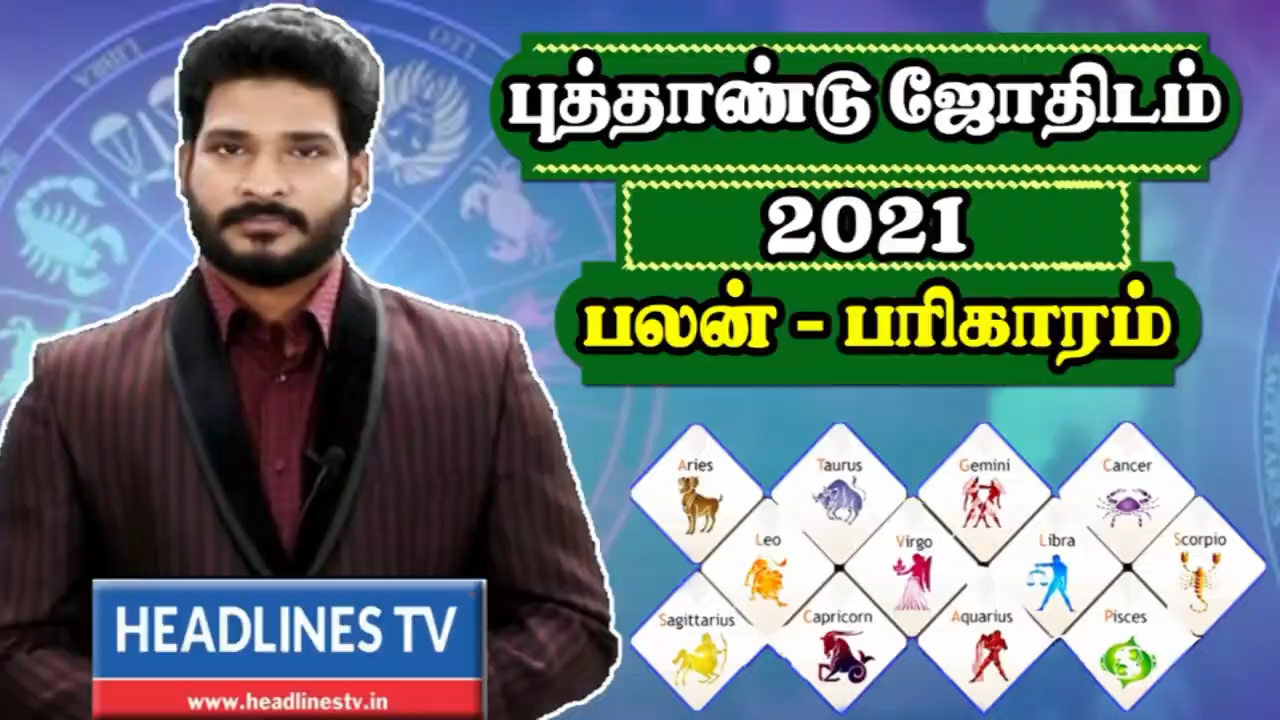 புத்தாண்டு ஜோதிடம்
2021
பலன் - பரிகாரம்
Aries
Taurus
Gemini
Cancer
Leo
Virgo
Libra
Scorpio
Sagittarius
Capricorn
Aquarius
Pisces
HEADLINES TV
www.headlinestv.in